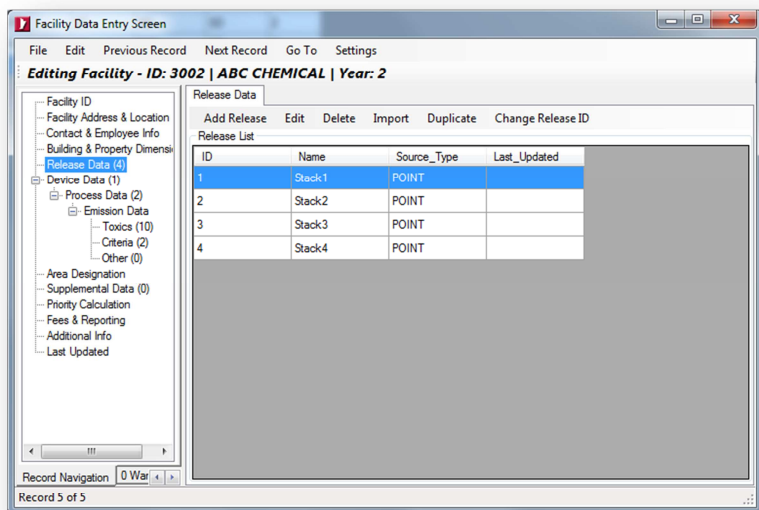 Facility Data Entry Screen
File Edit Previous Record Next Record Go To Settings
Editing Facility - ID: 3002 | ABC CHEMICAL | Year: 2
Facility ID
Facility Address & Location
Contact & Employee Info
Building & Property Dimensi
Release Data (4)
Device Data (1)
Process Data (2)
Emission Data
Toxics (10)
Criteria (2)
Other (0)
Area Designation
Supplemental Data (0)
Priority Calculation
Fees & Reporting
Additional Info
Last Updated
Record Navigation 0 War
Release Data
Add Release Edit Delete Import Duplicate Change Release ID
Release List
ID Name Source_Type Last_Updated
1 Stack1 POINT
2 Stack2 POINT
3 Stack3 POINT
4 Stack4 POINT
Record 5 of 5